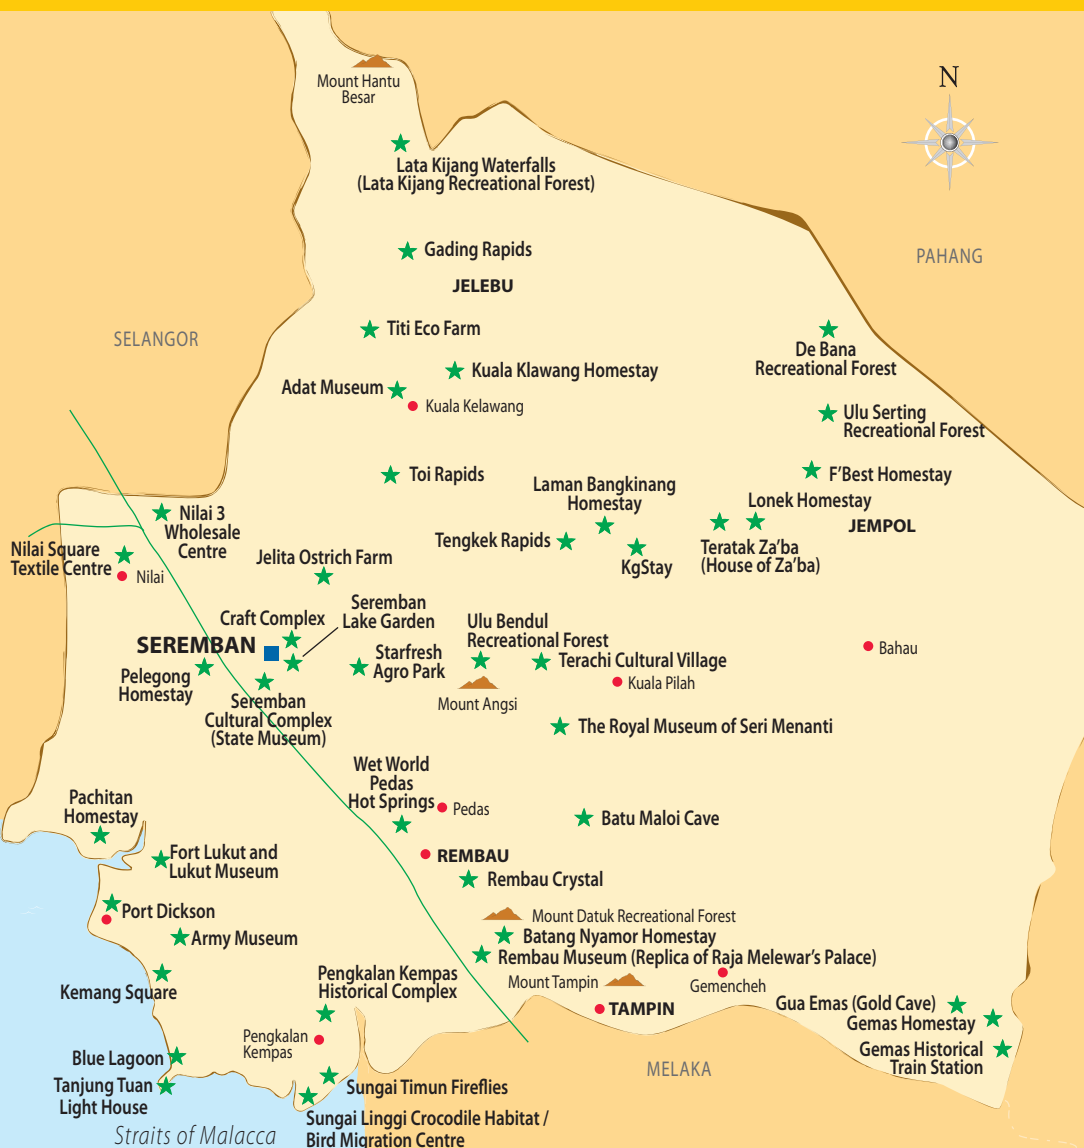 Mount Hantu
Besar
N
Lata Kijang Waterfalls
(Lata Kijang Recreational Forest)
PAHANG
Gading Rapids
JELEBU
SELANGOR
Titi Eco Farm
De Bana
Recreational Forest
Kuala Klawang Homestay
Adat Museum
Kuala Kelawang
Ulu Serting
Recreational Forest
Toi Rapids
F'Best Homestay
Laman Bangkinang
Homestay
Lonek Homestay
JEMPOL
Nilai 3
Wholesale
Centre
Tengkek Rapids
Teratak Za'ba
(House of Za'ba)
KgStay
Nilai Square
Textile Centre
Nilai
Jelita Ostrich Farm
Seremban
Lake Garden
Craft Complex
SEREMBAN
Ulu Bendul
Recreational Forest
Starfresh
Agro Park
Terachi Cultural Village
Bahau
Pelegong
Homestay
Kuala Pilah
Mount Angsi
Seremban
Cultural Complex
(State Museum)
The Royal Museum of Seri Menanti
Wet World
Pedas
Hot Springs
Pedas
Pachitan
Homestay
Batu Maloi Cave
Fort Lukut and
Lukut Museum
REMBAU
Rembau Crystal
Port Dickson
Mount Datuk Recreational Forest
Army Museum
Batang Nyamor Homestay
Rembau Museum (Replica of Raja Melewar's Palace)
Kemang Square
Pengkalan Kempas
Historical Complex
Mount Tampin
Gemencheh
TAMPIN
Gua Emas (Gold Cave)
Gemas Homestay
Pengkalan
Kempas
Gemas Historical
Train Station
Blue Lagoon
MELAKA
Tanjung Tuan
Light House
Sungai Timun Fireflies
Sungai Linggi Crocodile Habitat /
Bird Migration Centre
Straits of Malacca